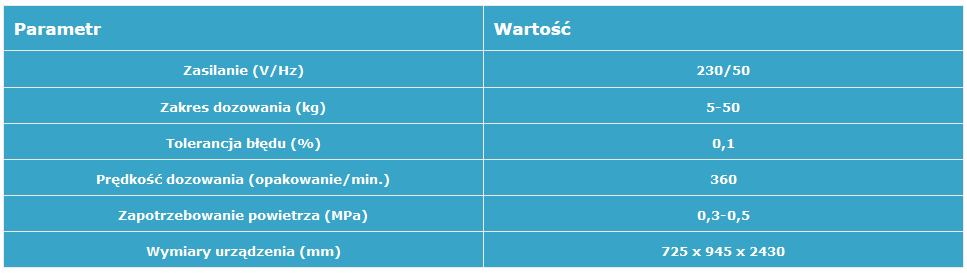 Parametr Wartość
Zasilanie (V/Hz) 230/50
Zakres dozowania (kg) 5-50
Tolerancja błędu (%) 0,1
Prędkość dozowania (opakowanie/min.) 360
Zapotrzebowanie powietrza (MPa) 0,3-0,5
Wymiary urządzenia (mm) 725 x 945 x 2430